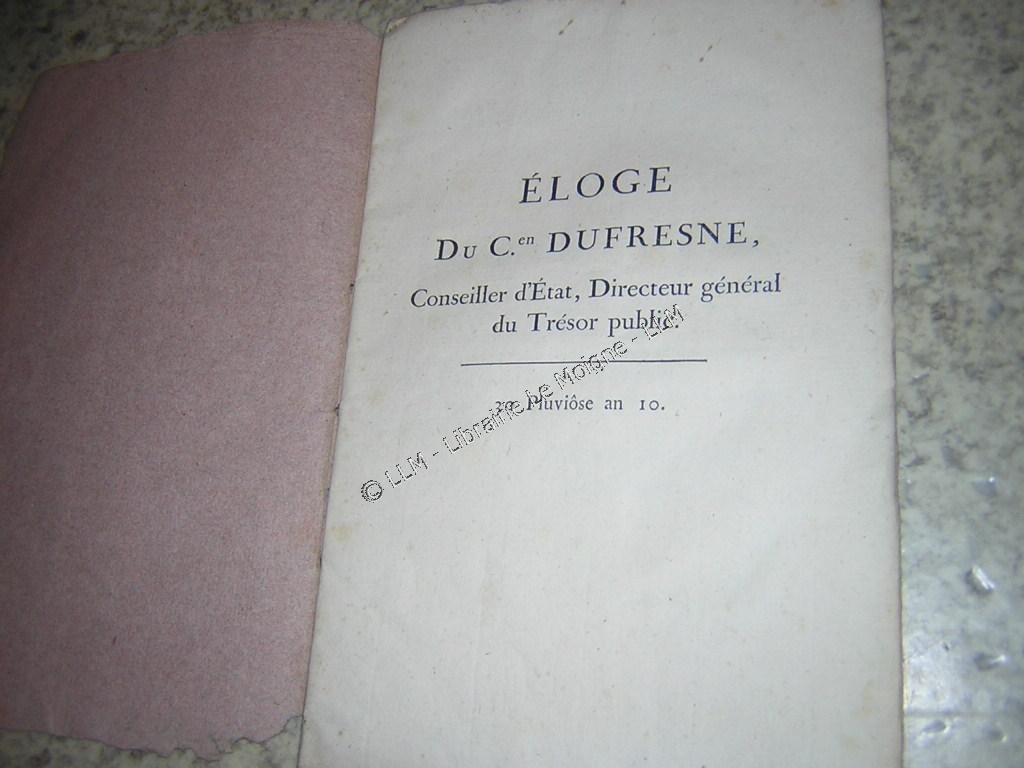 ÉLOGE
DU C.en DUFRESNE,
Conseiller d'État, Directeur général
du Trésor public.
Pluviôse an 10.
© LLM - Librairie Le Moigne - LLM